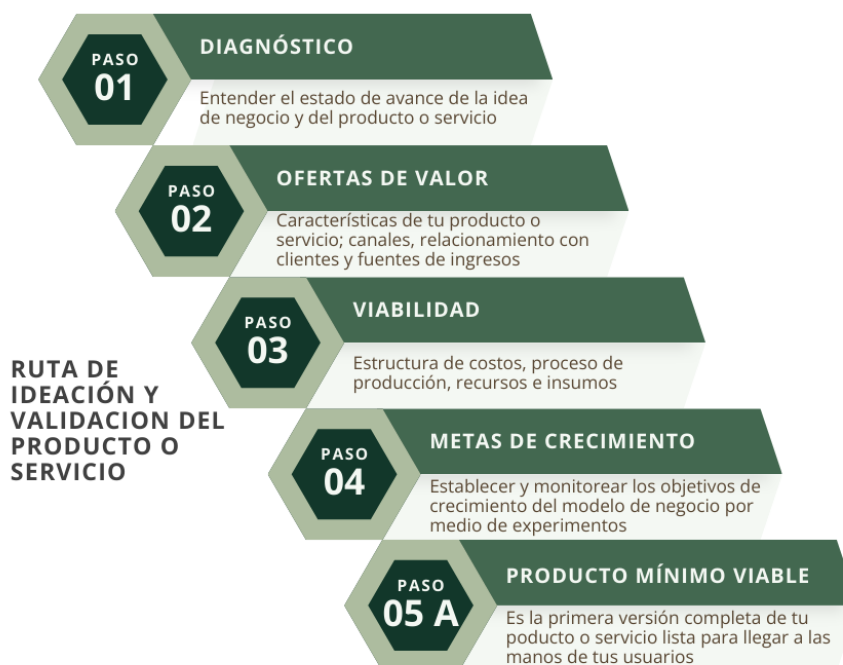 PASO
01
DIAGNÓSTICO
Entender el estado de avance de la idea
de negocio y del producto o servicio
PASO
02
OFERTAS DE VALOR
Características de tu producto o
servicio; canales, relacionamiento con
clientes y fuentes de ingresos
PASO
03
VIABILIDAD
Estructura de costos, proceso de
producción, recursos e insumos
RUTA DE
IDEACIÓN Y
VALIDACION DEL
PRODUCTO O
SERVICIO
PASO
04
METAS DE CRECIMIENTO
Establecer y monitorear los objetivos de
crecimiento del modelo de negocio por
medio de experimentos
PASO
05 A
PRODUCTO MÍNIMO VIABLE
Es la primera versión completa de tu
poducto o servicio lista para llegar a las
manos de tus usuarios